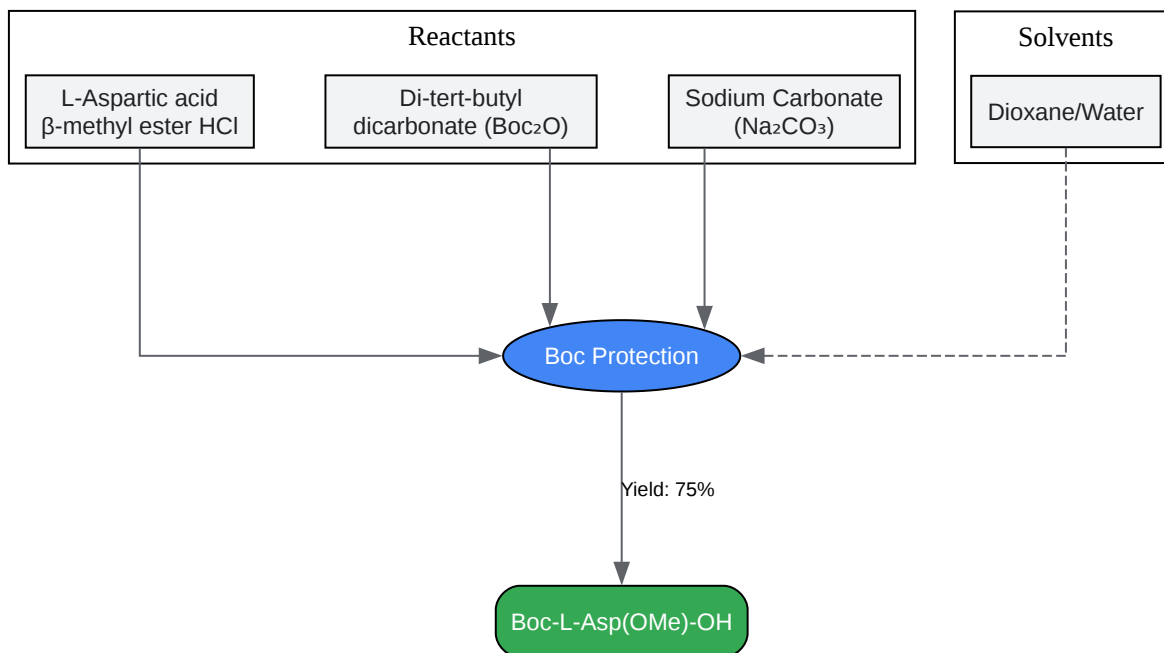 Reactants
Solvents
L-Aspartic acid
β-methyl ester HCl
Di-tert-butyl
dicarbonate (Boc₂O)
Sodium Carbonate
(Na₂CO₃)
Dioxane/Water
Boc Protection
Yield: 75%
Boc-L-Asp(OMe)-OH